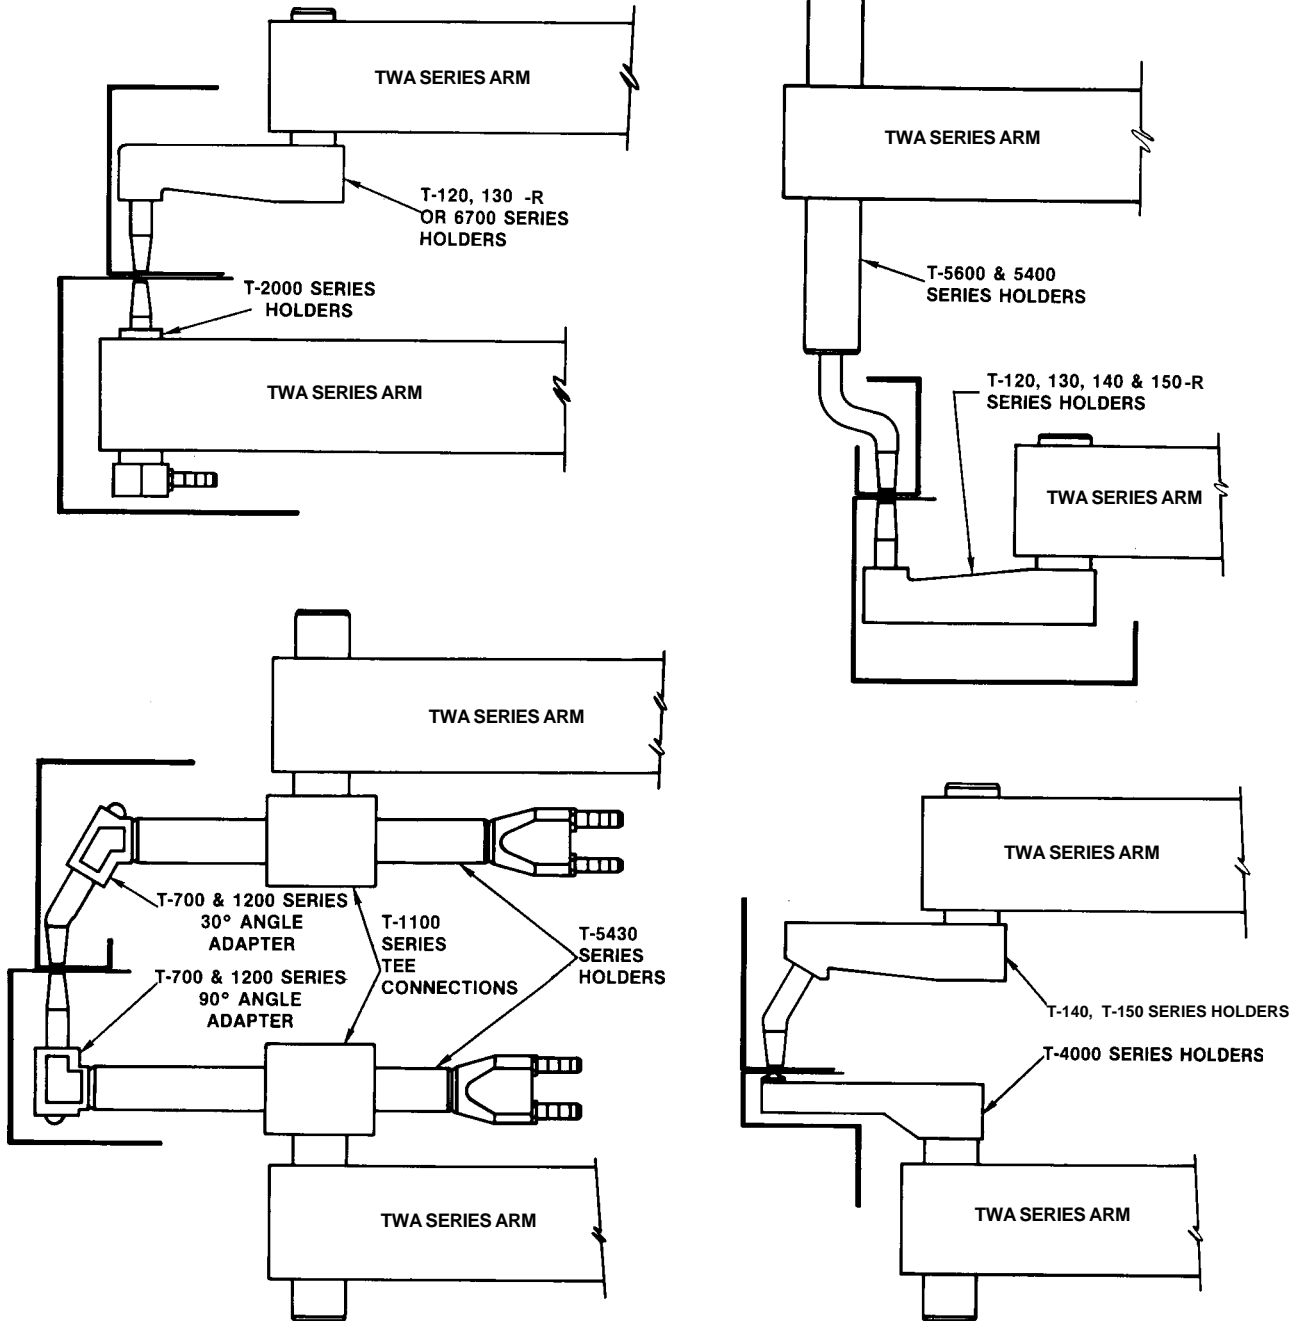 TWA SERIES ARM
T-120, 130 -R
OR 6700 SERIES
HOLDERS
T-2000 SERIES
HOLDERS
TWA SERIES ARM
TWA SERIES ARM
T-5600 & 5400
SERIES HOLDERS
T-120, 130, 140 & 150-R
SERIES HOLDERS
TWA SERIES ARM
TWA SERIES ARM
T-700 & 1200 SERIES
30° ANGLE
ADAPTER
T-1100
SERIES
TEE
CONNECTIONS
T-5430
SERIES
HOLDERS
T-700 & 1200 SERIES
90° ANGLE
ADAPTER
TWA SERIES ARM
TWA SERIES ARM
T-140, T-150 SERIES HOLDERS
T-4000 SERIES HOLDERS
TWA SERIES ARM